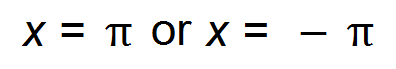 x = π or x = – π